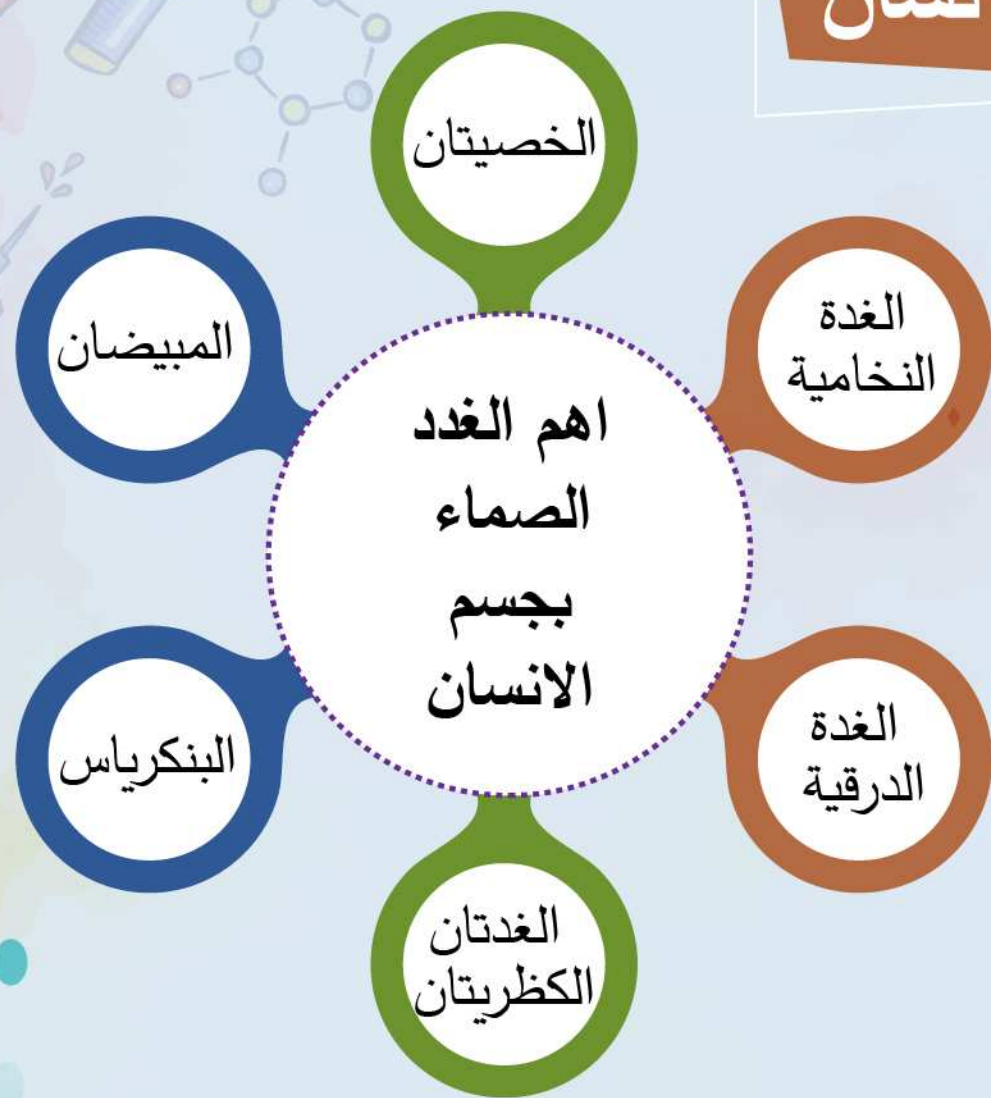 الخصيتان
الغدة
النخامية
المبيضان
اهم الغدد
الصماء
بجسم
الانسان
الغدة
الدرقية
البنكرياس
الغدتان
الكظريتان